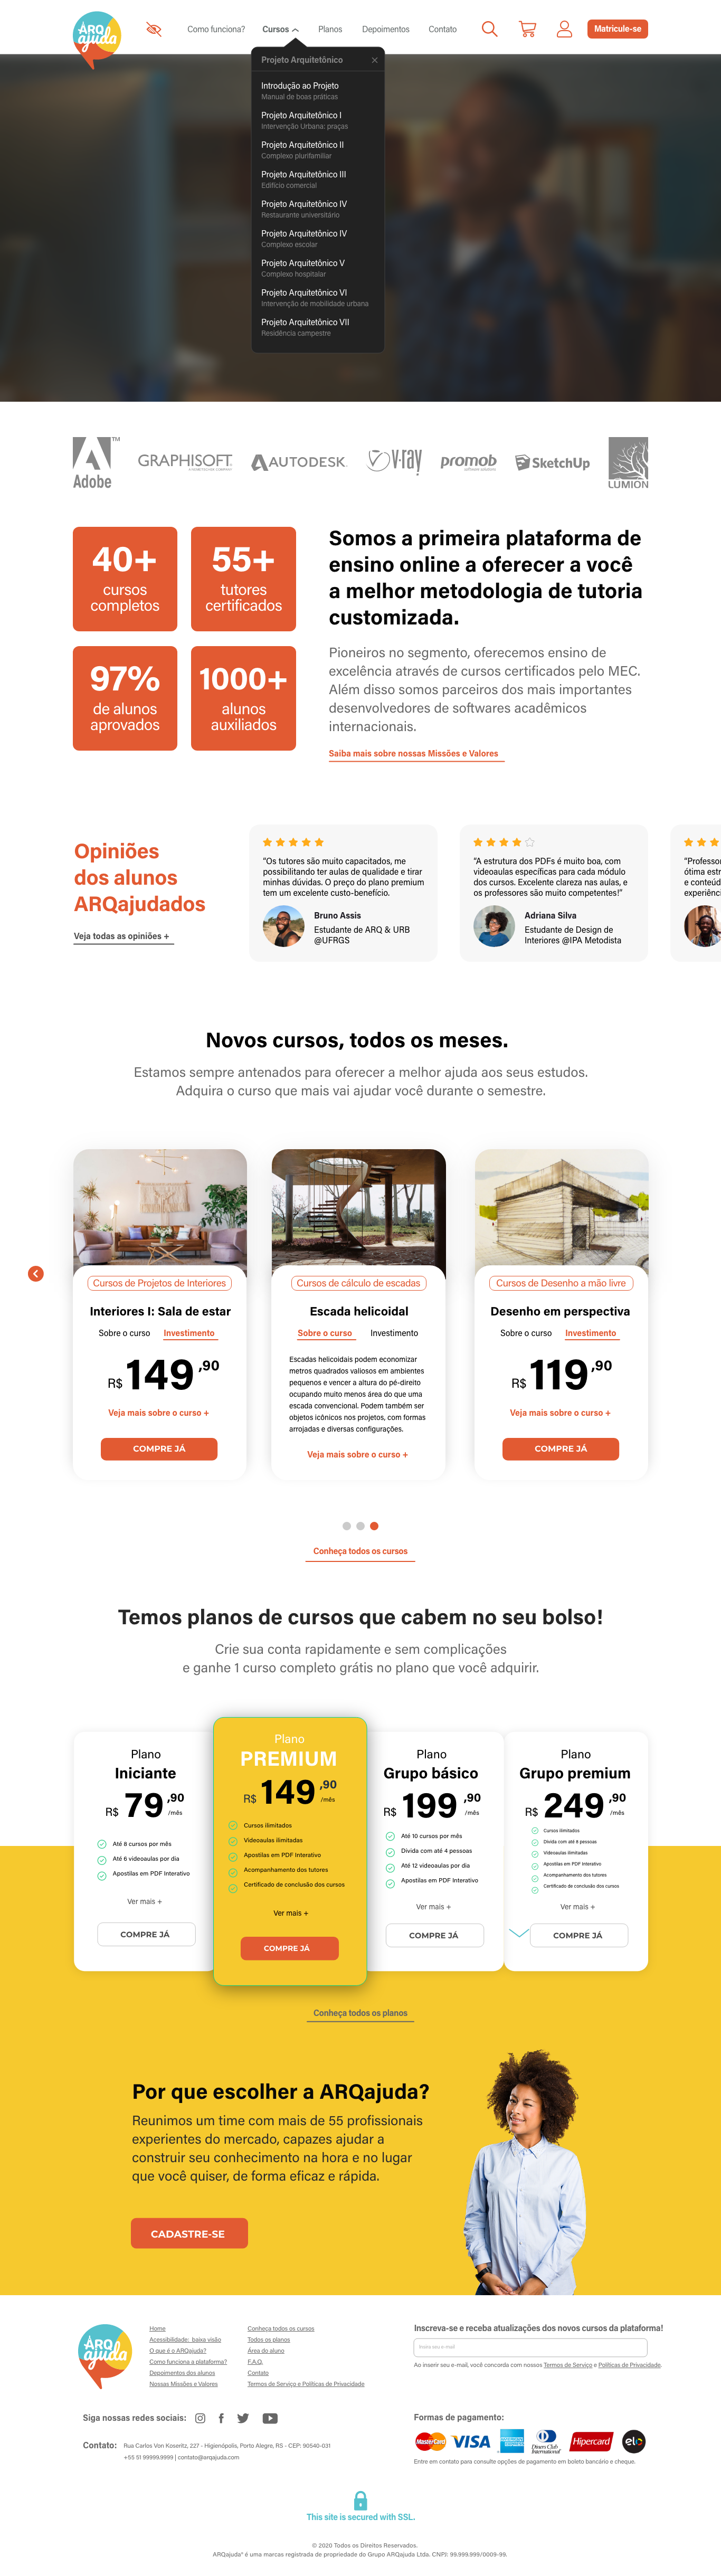 ARQ
ajuda
Como funciona?
Cursos
Planos
Depoimentos
Contato
Matricule-se
Projeto Arquitetônico
Introdução ao Projeto
Manual de boas práticas
Projeto Arquitetônico I
Intervenção Urbana: praças
Projeto Arquitetônico II
Complexo plurifamiliar
Projeto Arquitetônico III
Edifício comercial
Projeto Arquitetônico IV
Restaurante universitário
Projeto Arquitetônico IV
Complexo escolar
Projeto Arquitetônico V
Complexo hospitalar
Projeto Arquitetônico VI
Intervenção de mobilidade urbana
Projeto Arquitetônico VII
Residência campestre
Adobe
TM
GRAPHISOFT
AUTODESK
v·ray
promob
SketchUp
LUMION
40+
cursos
completos
55+
tutores
certificados
97%
de alunos
aprovados
1000+
alunos
auxiliados
Somos a primeira plataforma de
ensino online a oferecer a você
a melhor metodologia de tutoria
customizada.
Pioneiros no segmento, oferecemos ensino de
excelência através de cursos certificados pelo MEC.
Além disso somos parceiros dos mais importantes
desenvolvedores de softwares acadêmicos
internacionais.
Saiba mais sobre nossas Missões e Valores
Opiniões
dos alunos
ARQajudados
Veja todas as opiniões +
“Os tutores são muito capacitados, me
possibilitando ter aulas de qualidade e tirar
minhas dúvidas. O preço do plano premium
tem um excelente custo-benefício.
Bruno Assis
Estudante de ARQ & URB
@UFRGS
“A estrutura dos PDFs é muito boa, com
videoaulas específicas para cada módulo
dos cursos. Excelente clareza nas aulas, e
os professores são muito competentes!”
Adriana Silva
Estudante de Design de
Interiores @IPA Metodista
“Professor
ótima estr
e conteúd
experiênci
Novos cursos, todos os meses.
Estamos sempre antenados para oferecer a melhor ajuda aos seus estudos.
Adquira o curso que mais vai ajudar você durante o semestre.
Cursos de Projetos de Interiores
Interiores I: Sala de estar
Sobre o curso
Investimento
R$ 149 ,90
Veja mais sobre o curso +
COMPRE JÁ
Cursos de cálculo de escadas
Escada helicoidal
Sobre o curso
Investimento
Escadas helicoidais podem economizar
metros quadrados valiosos em ambientes
pequenos e vencer a altura do pé-direito
ocupando muito menos área do que uma
escada convencional. Podem também ser
objetos icônicos nos projetos, com formas
arrojadas e diversas configurações.
Veja mais sobre o curso +
Cursos de Desenho a mão livre
Desenho em perspectiva
Sobre o curso
Investimento
R$ 119 ,90
Veja mais sobre o curso +
COMPRE JÁ
Conheça todos os cursos
Temos planos de cursos que cabem no seu bolso!
Crie sua conta rapidamente e sem complicações
e ganhe 1 curso completo grátis no plano que você adquirir.
Plano
Iniciante
R$ 79 ,90
/mês
Até 8 cursos por mês
Até 6 videoaulas por dia
Apostilas em PDF Interativo
Ver mais +
COMPRE JÁ
Plano
PREMIUM
R$ 149 ,90
/mês
Cursos ilimitados
Videoaulas ilimitadas
Apostilas em PDF Interativo
Acompanhamento dos tutores
Certificado de conclusão dos cursos
Ver mais +
COMPRE JÁ
Plano
Grupo básico
R$ 199 ,90
/mês
Até 10 cursos por mês
Divida com até 4 pessoas
Até 12 videoaulas por dia
Apostilas em PDF Interativo
Ver mais +
COMPRE JÁ
Plano
Grupo premium
R$ 249 ,90
/mês
Cursos ilimitados
Divida com até 8 pessoas
Videoaulas ilimitadas
Apostilas em PDF Interativo
Acompanhamento dos tutores
Certificado de conclusão dos cursos
Ver mais +
COMPRE JÁ
Conheça todos os planos
Por que escolher a ARQajuda?
Reunimos um time com mais de 55 profissionais
experientes do mercado, capazes ajudar a
construir seu conhecimento na hora e no lugar
que você quiser, de forma eficaz e rápida.
CADASTRE-SE
ARQ
ajuda
Home
Acessibilidade: baixa visão
O que é o ARQajuda?
Como funciona a plataforma?
Depoimentos dos alunos
Nossas Missões e Valores
Conheça todos os cursos
Todos os planos
Área do aluno
F.A.Q.
Contato
Termos de Serviço e Políticas de Privacidade
Inscreva-se e receba atualizações dos novos cursos da plataforma!
Insira seu e-mail
Ao inserir seu e-mail, você concorda com nossos Termos de Serviço e Políticas de Privacidade.
Siga nossas redes sociais:
Contato: Rua Carlos Von Koseritz, 227 - Higienópolis, Porto Alegre, RS - CEP: 90540-031
+55 51 99999.9999 | contato@arqajuda.com
Formas de pagamento:
MasterCard
VISA
AMERICAN EXPRESS
Diners Club
International
Hipercard
elo
Entre em contato para consulte opções de pagamento em boleto bancário e cheque.
This site is secured with SSL.
© 2020 Todos os Direitos Reservados.
ARQajuda® é uma marcas registrada de propriedade do Grupo ARQajuda Ltda. CNPJ: 99.999.999/0009-99.